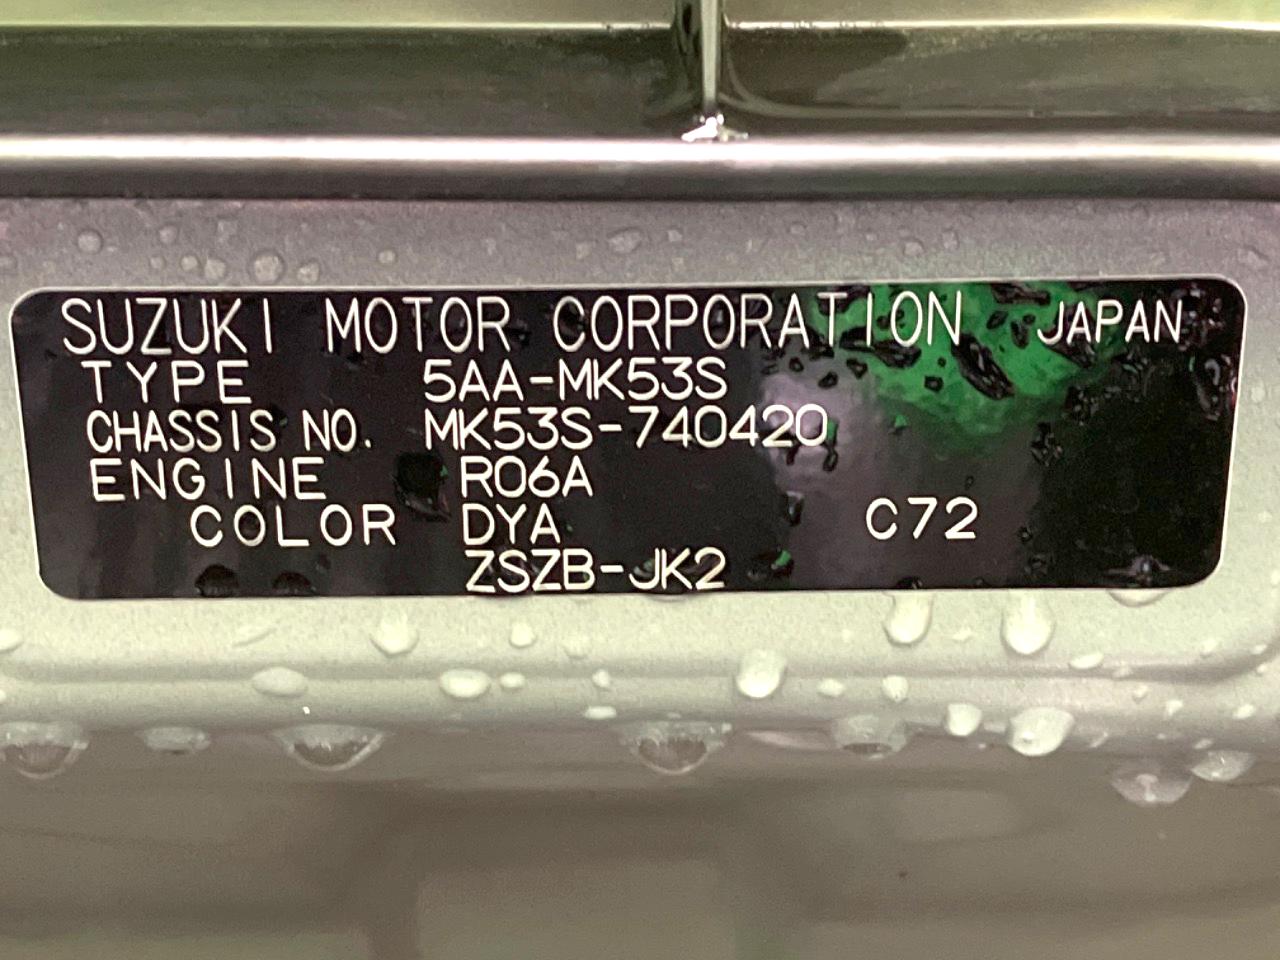 SUZUKI MOTOR CORPORATION JAPAN
TYPE 5AA-MK53S
CHASSIS NO. MK53S-740420
ENGINE R06A
COLOR DYA C72
ZSZB-JK2